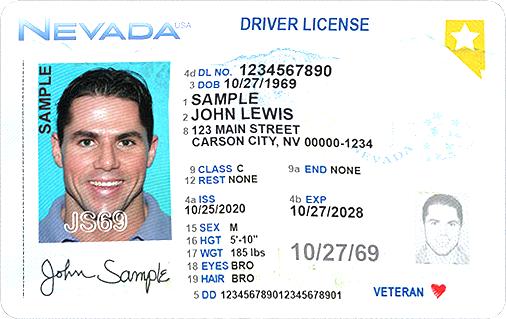 NEVADA USA
DRIVER LICENSE
SAMPLE
4d DL NO. 1234567890
3 DOB 10/27/1969
1 SAMPLE
2 JOHN LEWIS
8 123 MAIN STREET
CARSON CITY, NV 00000-1234
NEVADA
9 CLASS C 9a END NONE
12 REST NONE
4a ISS 4b EXP
10/25/2020 10/27/2028
15 SEX M
16 HGT 5'-10"
17 WGT 185 lbs
18 EYES BRO
19 HAIR BRO
10/27/69
JS69
John Sample
5 DD 123456789012345678901
VETERAN